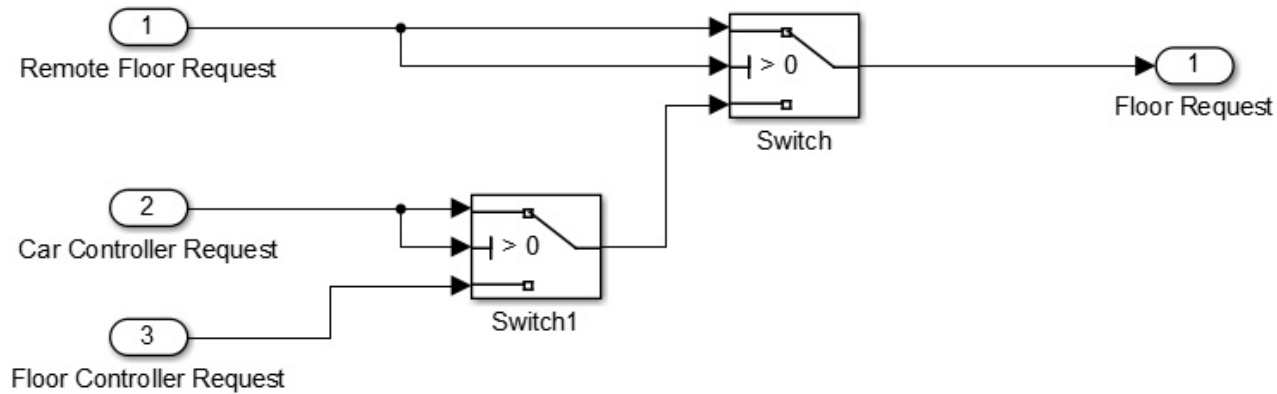 1
Remote Floor Request
> 0
Switch
1
Floor Request
2
Car Controller Request
> 0
Switch1
3
Floor Controller Request